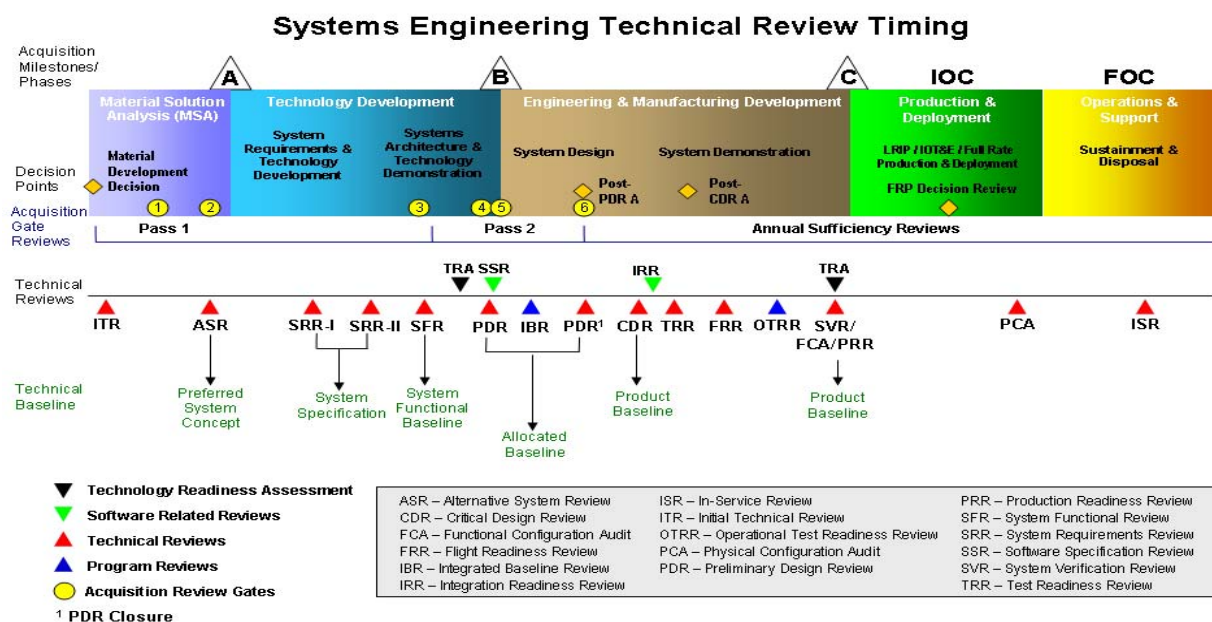 Systems Engineering Technical Review Timing
Acquisition
Milestones/
Phases
A
B
C
IOC
FOC
Material Solution
Analysis (MSA)
Technology Development
Engineering & Manufacturing Development
Production &
Deployment
Operations &
Support
System
Requirements &
Technology
Development
Systems
Architecture &
Technology
Demonstration
System Design
System Demonstration
LRIP / IOT&E / Full Rate
Production & Deployment
Sustainment &
Disposal
Decision
Points
Material
Development
Decision
Post-
PDR A
Post-
CDR A
FRP Decision Review
1
2
3
4
5
6
Acquisition
Gate
Reviews
Pass 1
Pass 2
Annual Sufficiency Reviews
Technical
Reviews
TRA
SSR
IRR
TRA
ITR
ASR
SRR-I
SRR-II
SFR
PDR
IBR
PDR¹
CDR
TRR
FRR
OTRR
SVR/
FCA/PRR
PCA
ISR
Technical
Baseline
Preferred
System
Concept
System
Specification
System
Functional
Baseline
Allocated
Baseline
Product
Baseline
Product
Baseline
Technology Readiness Assessment
Software Related Reviews
Technical Reviews
Program Reviews
Acquisition Review Gates
¹ PDR Closure
ASR – Alternative System Review
CDR – Critical Design Review
FCA – Functional Configuration Audit
FRR – Flight Readiness Review
IBR – Integrated Baseline Review
IRR – Integration Readiness Review
ISR – In-Service Review
ITR – Initial Technical Review
OTRR – Operational Test Readiness Review
PCA – Physical Configuration Audit
PDR – Preliminary Design Review
PRR – Production Readiness Review
SFR – System Functional Review
SRR – System Requirements Review
SSR – Software Specification Review
SVR – System Verification Review
TRR – Test Readiness Review